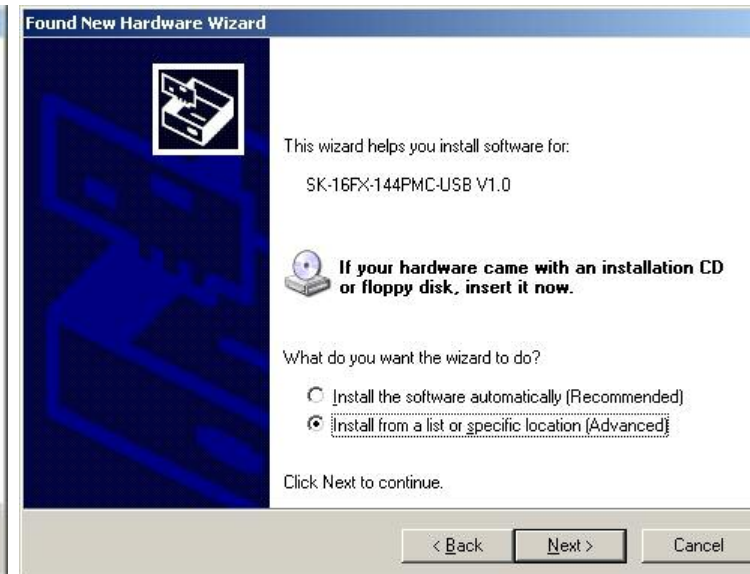 Found New Hardware Wizard
This wizard helps you install software for:
SK-16FX-144PMC-USB V1.0
If your hardware came with an installation CD
or floppy disk, insert it now.
What do you want the wizard to do?
Install the software automatically (Recommended)
Install from a list or specific location (Advanced)
Click Next to continue.
< Back
Next >
Cancel